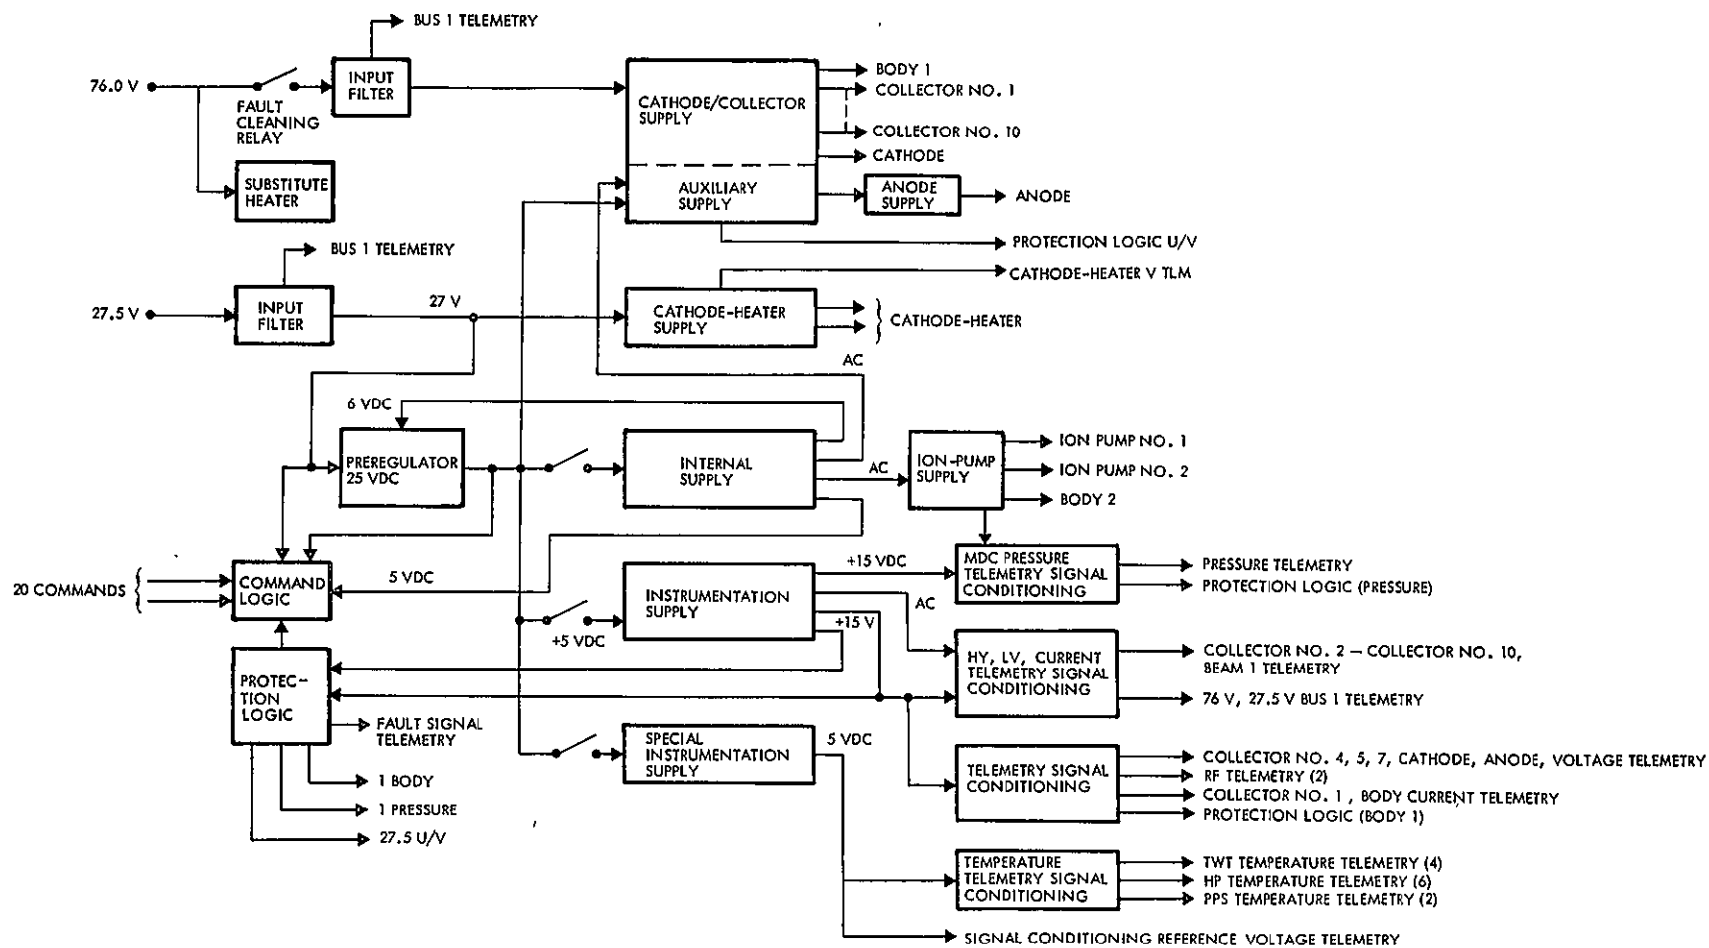 BUS 1 TELEMETRY
76.0 V
FAULT
CLEANING
RELAY
INPUT
FILTER
SUBSTITUTE
HEATER
CATHODE/COLLECTOR
SUPPLY
AUXILIARY
SUPPLY
BODY 1
COLLECTOR NO. 1
COLLECTOR NO. 10
CATHODE
ANODE
SUPPLY
ANODE
PROTECTION LOGIC U/V
BUS 1 TELEMETRY
27.5 V
INPUT
FILTER
27 V
CATHODE-HEATER
SUPPLY
CATHODE-HEATER V TLM
CATHODE-HEATER
AC
6 VDC
PREREGULATOR
25 VDC
INTERNAL
SUPPLY
AC
ION-PUMP
SUPPLY
ION PUMP NO. 1
ION PUMP NO. 2
BODY 2
20 COMMANDS
COMMAND
LOGIC
5 VDC
INSTRUMENTATION
SUPPLY
+5 VDC
+15 VDC
AC
+15 V
MDC PRESSURE
TELEMETRY SIGNAL
CONDITIONING
PRESSURE TELEMETRY
PROTECTION LOGIC (PRESSURE)
HY, LV, CURRENT
TELEMETRY SIGNAL
CONDITIONING
COLLECTOR NO. 2 – COLLECTOR NO. 10,
BEAM 1 TELEMETRY
76 V, 27.5 V BUS 1 TELEMETRY
PROTEC-
TION
LOGIC
FAULT SIGNAL
TELEMETRY
1 BODY
1 PRESSURE
27.5 U/V
SPECIAL
INSTRUMENTATION
SUPPLY
5 VDC
TELEMETRY SIGNAL
CONDITIONING
COLLECTOR NO. 4, 5, 7, CATHODE, ANODE, VOLTAGE TELEMETRY
RF TELEMETRY (2)
COLLECTOR NO. 1, BODY CURRENT TELEMETRY
PROTECTION LOGIC (BODY 1)
TEMPERATURE
TELEMETRY SIGNAL
CONDITIONING
TWT TEMPERATURE TELEMETRY (4)
HP TEMPERATURE TELEMETRY (6)
PPS TEMPERATURE TELEMETRY (2)
SIGNAL CONDITIONING REFERENCE VOLTAGE TELEMETRY